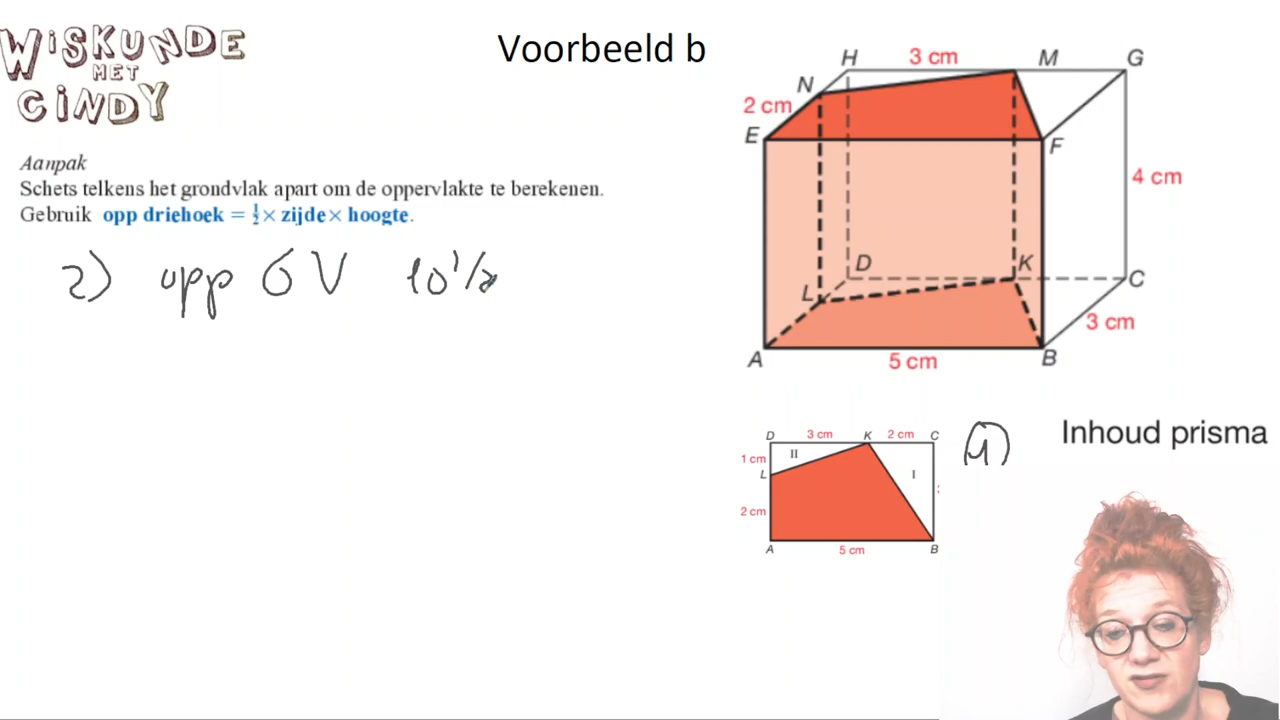 WISKUNDE
MET
CINDY
Voorbeeld b
Aanpak
Schets telkens het grondvlak apart om de oppervlakte te berekenen.
Gebruik opp driehoek = ½ × zijde × hoogte.
2) opp GV 10 1/2
H 3 cm M G
N
2 cm
E F
4 cm
D K C
L
3 cm
A 5 cm B
D 3 cm K 2 cm C
1 cm II
L I
2 cm
A 5 cm B
Inhoud prisma